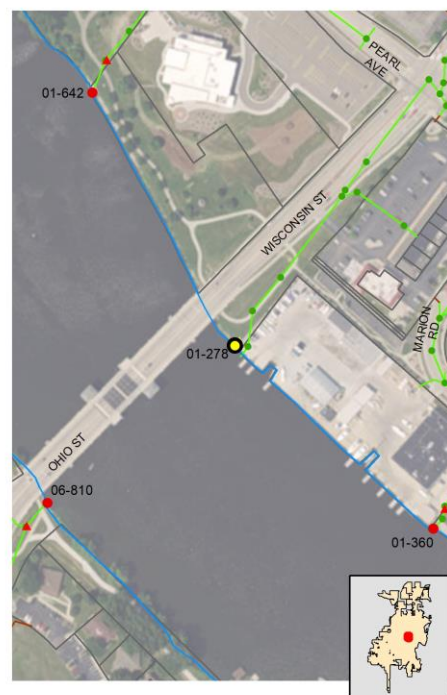 PEARL
AVE
01-642
WISCONSIN ST
MARION
RD
01-278
OHIO ST
06-810
01-360